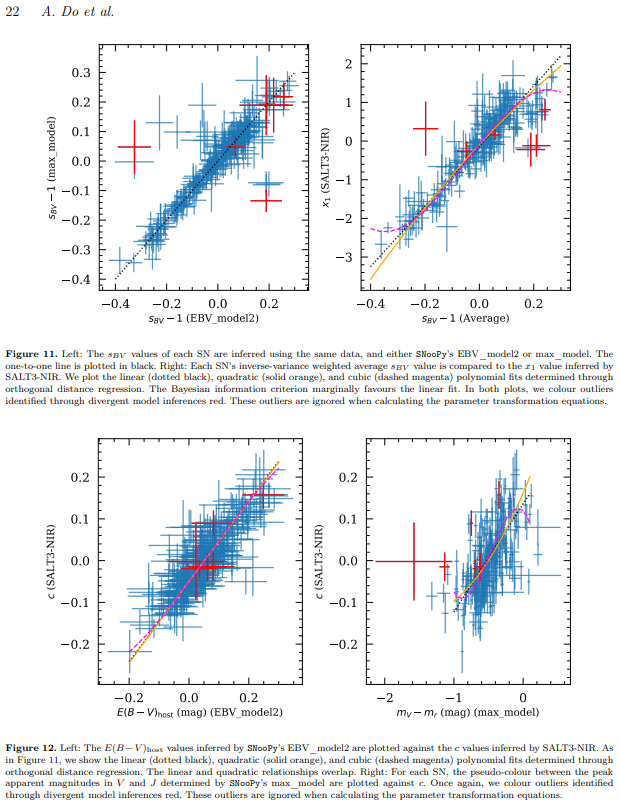 22 A. Do et al.
0.3
0.2
0.1
0.0
−0.1
−0.2
−0.3
−0.4
sBV − 1 (max_model)
−0.4 −0.2 0.0 0.2
sBV − 1 (EBV_model2)
2
1
0
−1
−2
−3
x1 (SALT3-NIR)
−0.4 −0.2 0.0 0.2
sBV − 1 (Average)
Figure 11. Left: The sBV values of each SN are inferred using the same data, and either SNooPy's EBV_model2 or max_model. The
one-to-one line is plotted in black. Right: Each SN's inverse-variance weighted average sBV value is compared to the x1 value inferred by
SALT3-NIR. We plot the linear (dotted black), quadratic (solid orange), and cubic (dashed magenta) polynomial fits determined through
orthogonal distance regression. The Bayesian information criterion marginally favours the linear fit. In both plots, we colour outliers
identified through divergent model inferences red. These outliers are ignored when calculating the parameter transformation equations.
0.2
0.1
0.0
−0.1
−0.2
c (SALT3-NIR)
−0.2 0.0 0.2
E(B − V)host (mag) (EBV_model2)
0.2
0.1
0.0
−0.1
−0.2
c (SALT3-NIR)
−2 −1 0
mV − mr (mag) (max_model)
Figure 12. Left: The E(B − V)host values inferred by SNooPy's EBV_model2 are plotted against the c values inferred by SALT3-NIR. As
in Figure 11, we show the linear (dotted black), quadratic (solid orange), and cubic (dashed magenta) polynomial fits determined through
orthogonal distance regression. The linear and quadratic relationships overlap. Right: For each SN, the pseudo-colour between the peak
apparent magnitudes in V and J determined by SNooPy's max_model are plotted against c. Once again, we colour outliers identified
through divergent model inferences red. These outliers are ignored when calculating the parameter transformation equations.